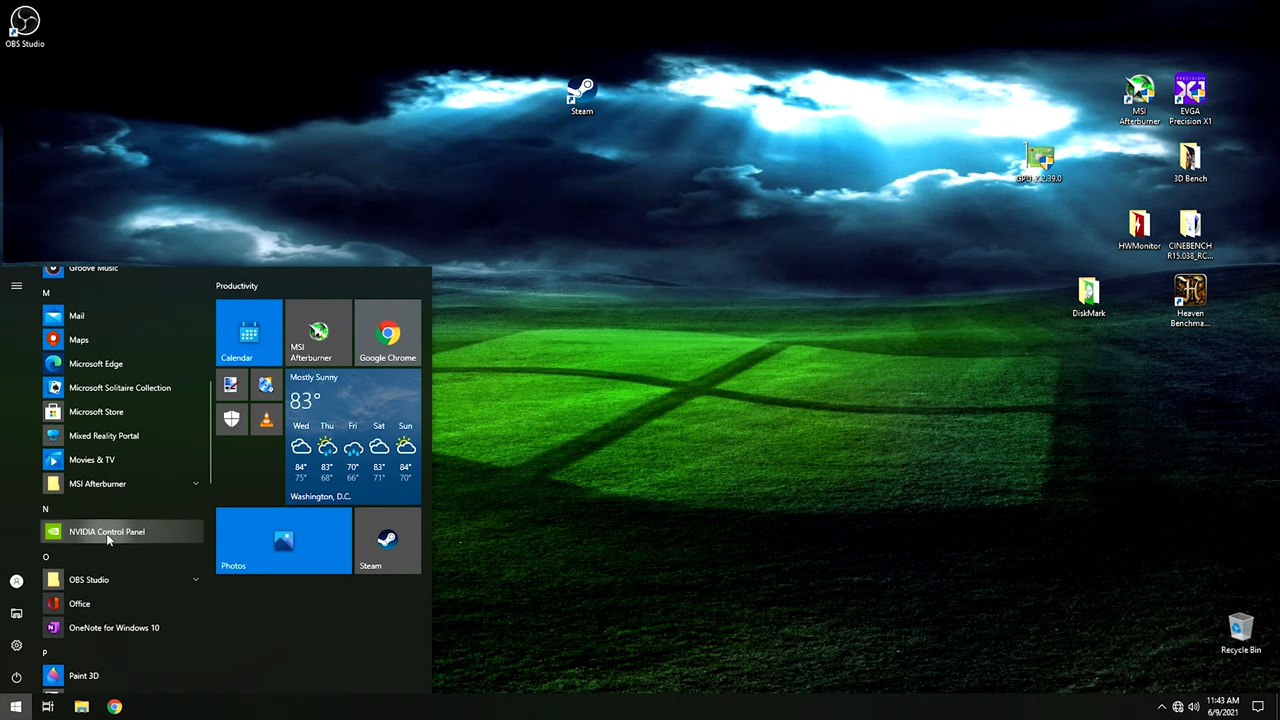 OBS Studio
Steam
MSI
Afterburner
EVGA
Precision X1
3D Bench
HWMonitor
CINEBENCH
R15.038_RC...
DiskMark
Heaven
Benchma...
Recycle Bin
Groove Music
M
Mail
Maps
Microsoft Edge
Microsoft Solitaire Collection
Microsoft Store
Mixed Reality Portal
Movies & TV
MSI Afterburner
N
NVIDIA Control Panel
O
OBS Studio
Office
OneNote for Windows 10
P
Paint 3D
Productivity
Calendar
MSI
Afterburner
Google Chrome
Mostly Sunny
83°
Wed Thu Fri Sat Sun
84° 83° 70° 83° 84°
75° 68° 66° 71° 70°
Washington, D.C.
Photos
Steam
11:43 AM
6/9/2021